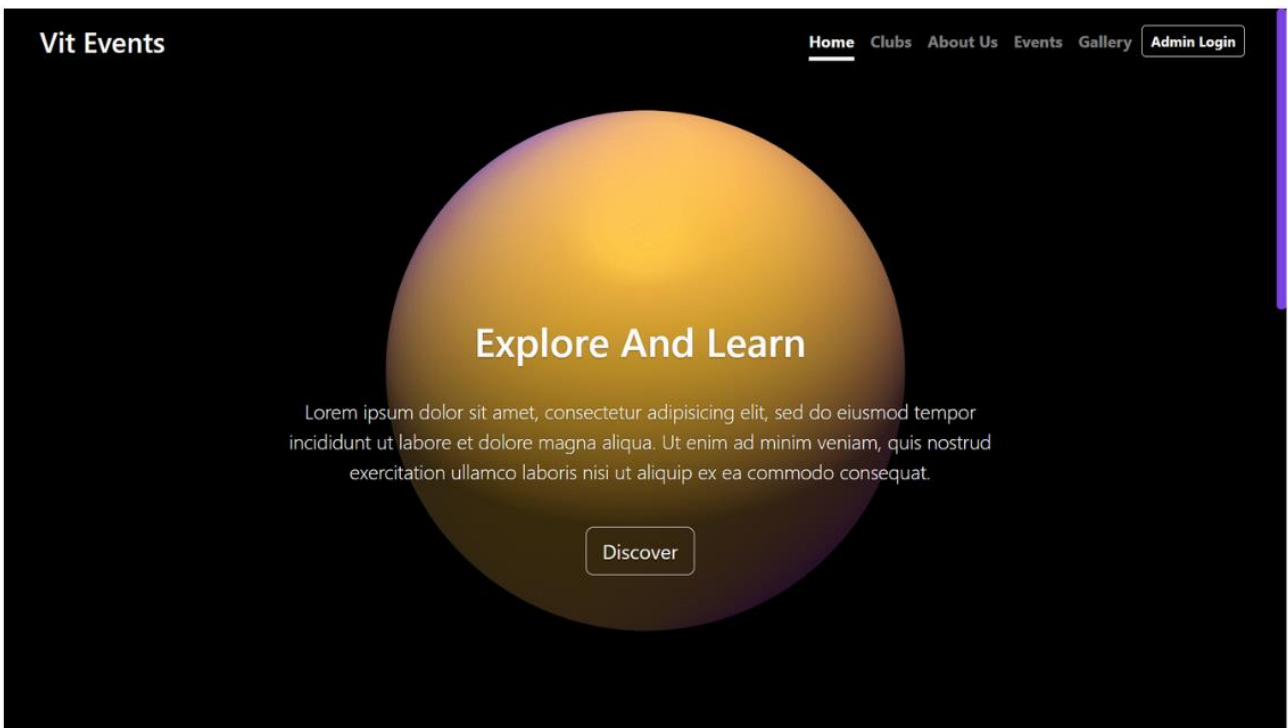 Vit Events
Home Clubs About Us Events Gallery Admin Login
Explore And Learn
Lorem ipsum dolor sit amet, consectetur adipisicing elit, sed do eiusmod tempor
incididunt ut labore et dolore magna aliqua. Ut enim ad minim veniam, quis nostrud
exercitation ullamco laboris nisi ut aliquip ex ea commodo consequat.
Discover